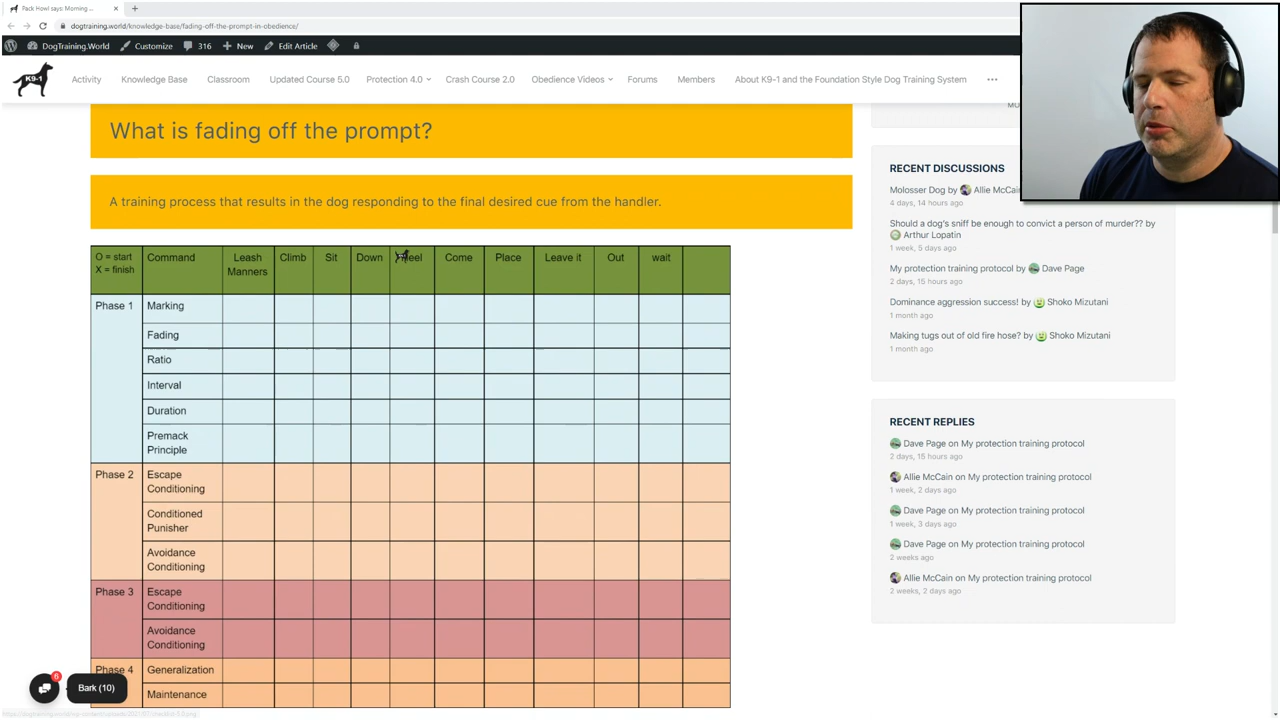 Pack Howl says: Morning ...
dogtraining.world/knowledge-base/fading-off-the-prompt-in-obedience/
DogTraining.World Customize 316 New Edit Article
K9-1 Activity Knowledge Base Classroom Updated Course 5.0 Protection 4.0 Crash Course 2.0 Obedience Videos Forums Members About K9-1 and the Foundation Style Dog Training System ...
What is fading off the prompt?
A training process that results in the dog responding to the final desired cue from the handler.
O = start
X = finish
Command
Leash
Manners
Climb
Sit
Down
Heel
Come
Place
Leave it
Out
wait
Phase 1
Marking
Fading
Ratio
Interval
Duration
Premack
Principle
Phase 2
Escape
Conditioning
Conditioned
Punisher
Avoidance
Conditioning
Phase 3
Escape
Conditioning
Avoidance
Conditioning
Phase 4
Generalization
Maintenance
6
Bark (10)
RECENT DISCUSSIONS
Molosser Dog by Allie McCain
4 days, 14 hours ago
Should a dog's sniff be enough to convict a person of murder?? by
Arthur Lopatin
1 week, 5 days ago
My protection training protocol by Dave Page
2 days, 15 hours ago
Dominance aggression success! by Shoko Mizutani
1 month ago
Making tugs out of old fire hose? by Shoko Mizutani
1 month ago
RECENT REPLIES
Dave Page on My protection training protocol
2 days, 15 hours ago
Allie McCain on My protection training protocol
1 week, 2 days ago
Dave Page on My protection training protocol
1 week, 3 days ago
Dave Page on My protection training protocol
2 weeks ago
Allie McCain on My protection training protocol
2 weeks, 2 days ago